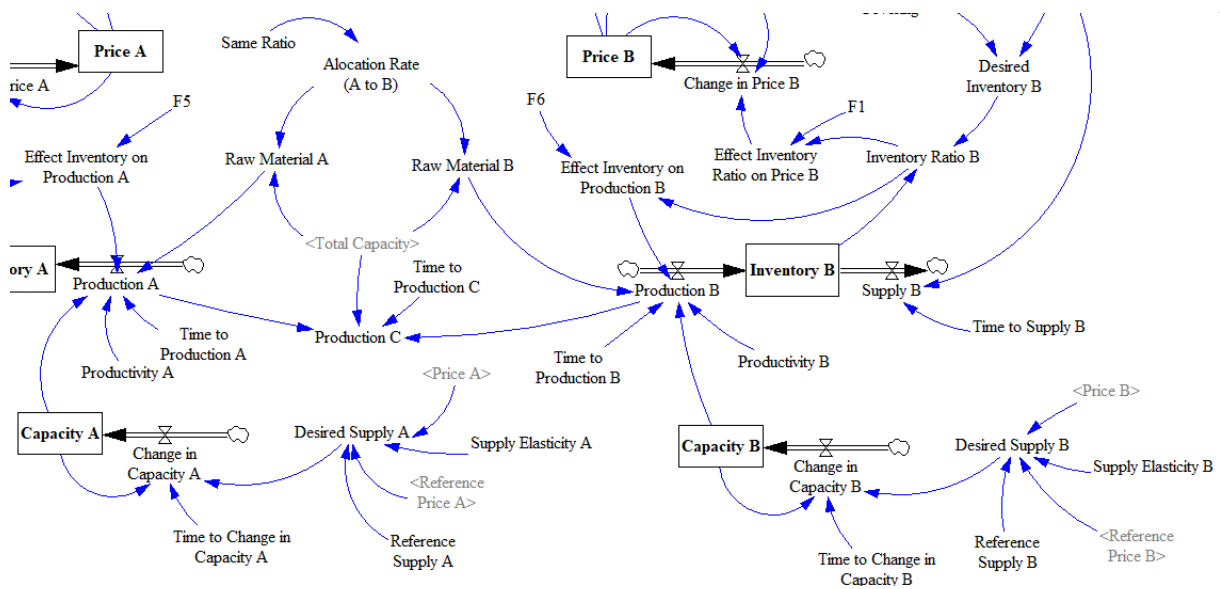 Same Ratio
Price A
Alocation Rate
(A to B)
Price B
Change in Price B
Desired
Inventory B
rice A
F5
F6
F1
Effect Inventory on
Production A
Raw Material A
Raw Material B
Effect Inventory on
Production B
Effect Inventory
Ratio on Price B
Inventory Ratio B
<Total Capacity>
ory A
Production A
Time to
Production C
Production B
Inventory B
Supply B
Production C
Time to
Production A
Productivity A
Time to
Production B
Productivity B
Time to Supply B
<Price A>
<Price B>
Capacity A
Change in
Capacity A
Desired Supply A
Supply Elasticity A
Capacity B
Change in
Capacity B
Desired Supply B
Supply Elasticity B
<Reference
Price A>
Time to Change in
Capacity A
Reference
Supply A
Time to Change in
Capacity B
Reference
Supply B
<Reference
Price B>